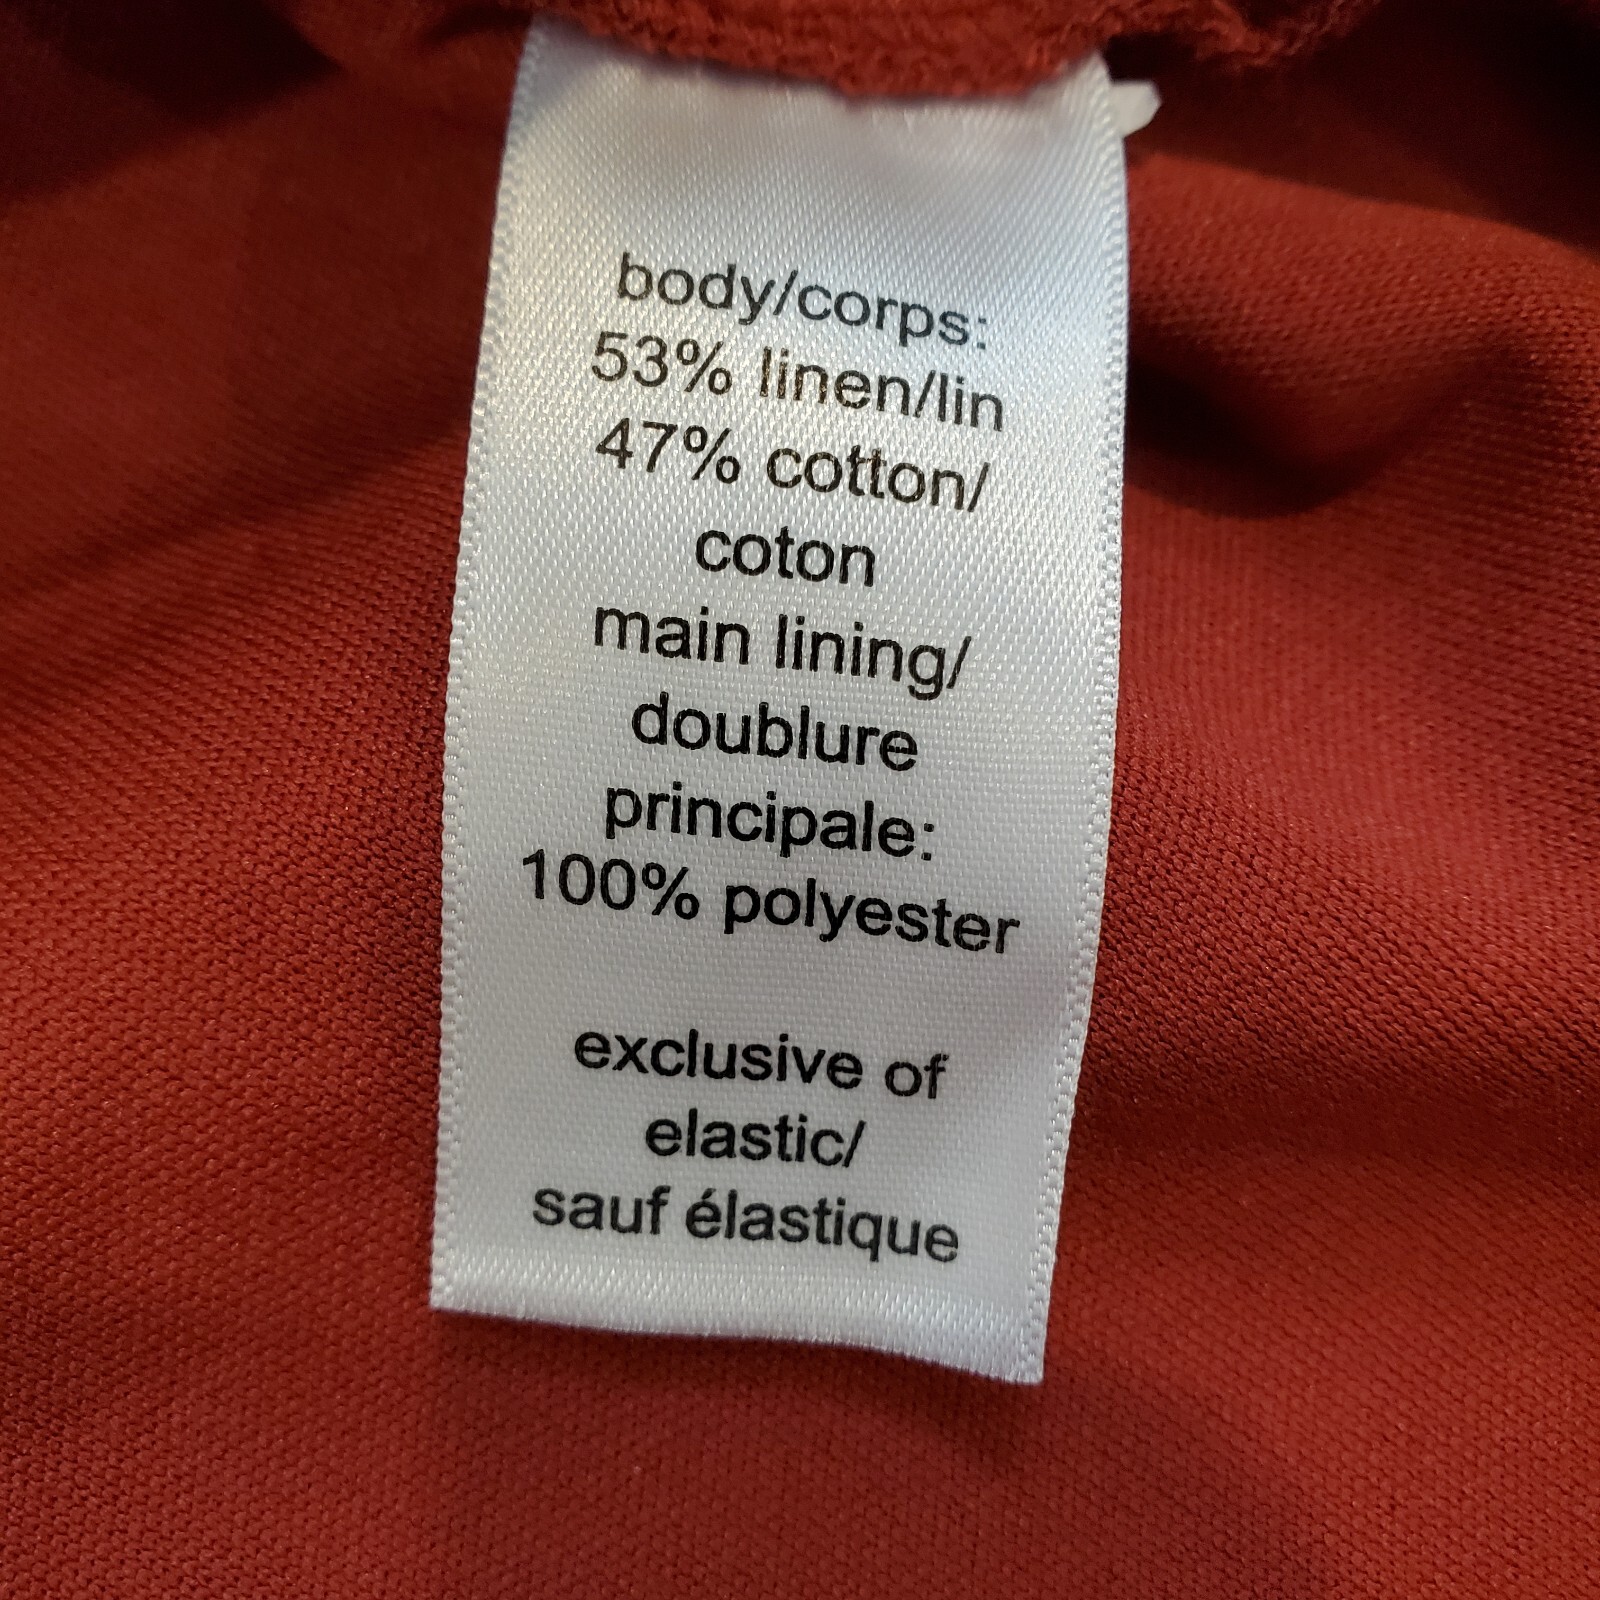 body/corps:
53% linen/lin
47% cotton/
coton
main lining/
doublure
principale:
100% polyester
exclusive of
elastic/
sauf élastique